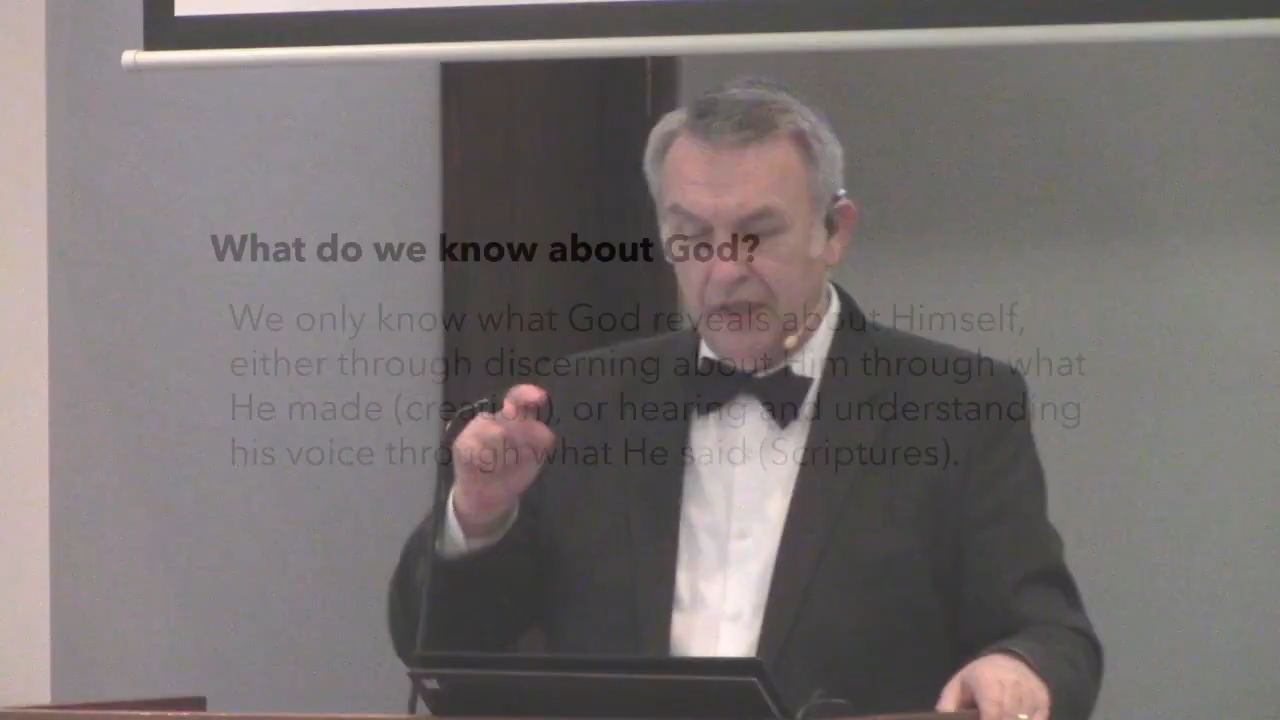 What do we know about God?
We only know what God reveals about Himself,
either through discerning about Him through what
He made (creation), or hearing and understanding
his voice through what He said (Scriptures).